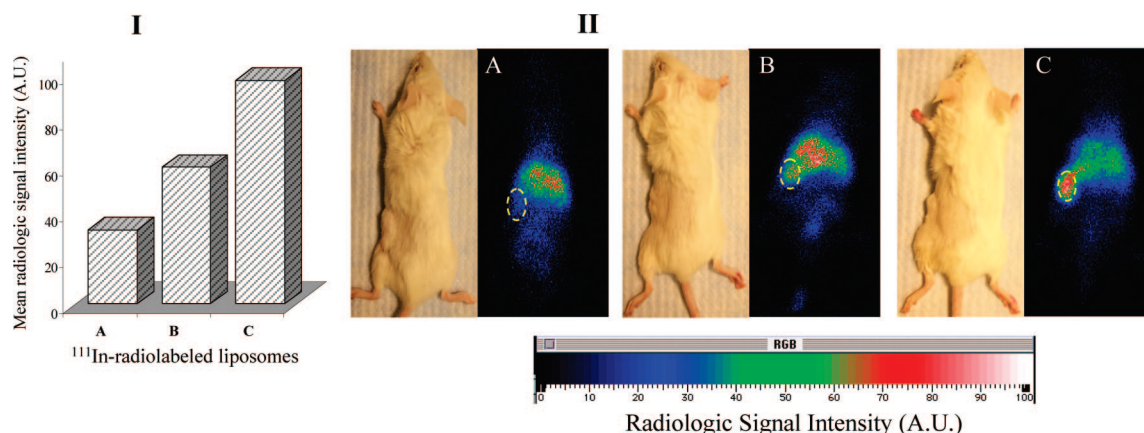 I
Mean radiologic signal intensity (A.U.)
100
80
60
40
20
0
A B C
¹¹¹In-radiolabeled liposomes
II
A
B
C
RGB
0 10 20 30 40 50 60 70 80 90 100
Radiologic Signal Intensity (A.U.)